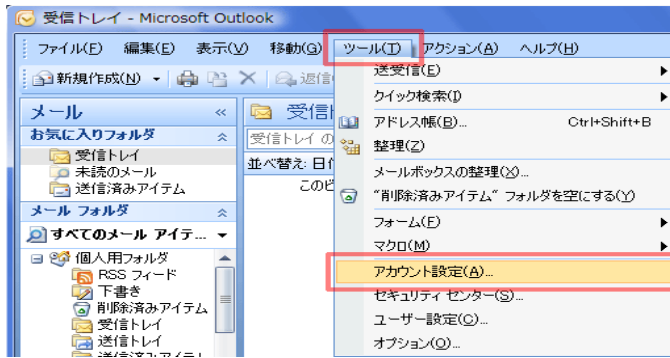 受信トレイ - Microsoft Outlook
ファイル(F) 編集(E) 表示(V) 移動(G) ツール(T) アクション(A) ヘルプ(H)
新規作成(N) 返信
メール «
お気に入りフォルダ
受信トレイ
未読のメール
送信済みアイテム
メール フォルダ
すべてのメール アイテ...
個人用フォルダ
RSS フィード
下書き
削除済みアイテム
受信トレイ
送信トレイ
送信済みアイテム
受信ト
受信トレイ の
並べ替え: 日付
このビ
送受信(E)
クイック検索(I)
アドレス帳(B)... Ctrl+Shift+B
整理(Z)
メールボックスの整理(X)...
"削除済みアイテム" フォルダを空にする(Y)
フォーム(F)
マクロ(M)
アカウント設定(A)...
セキュリティ センター(S)...
ユーザー設定(C)...
オプション(O)...